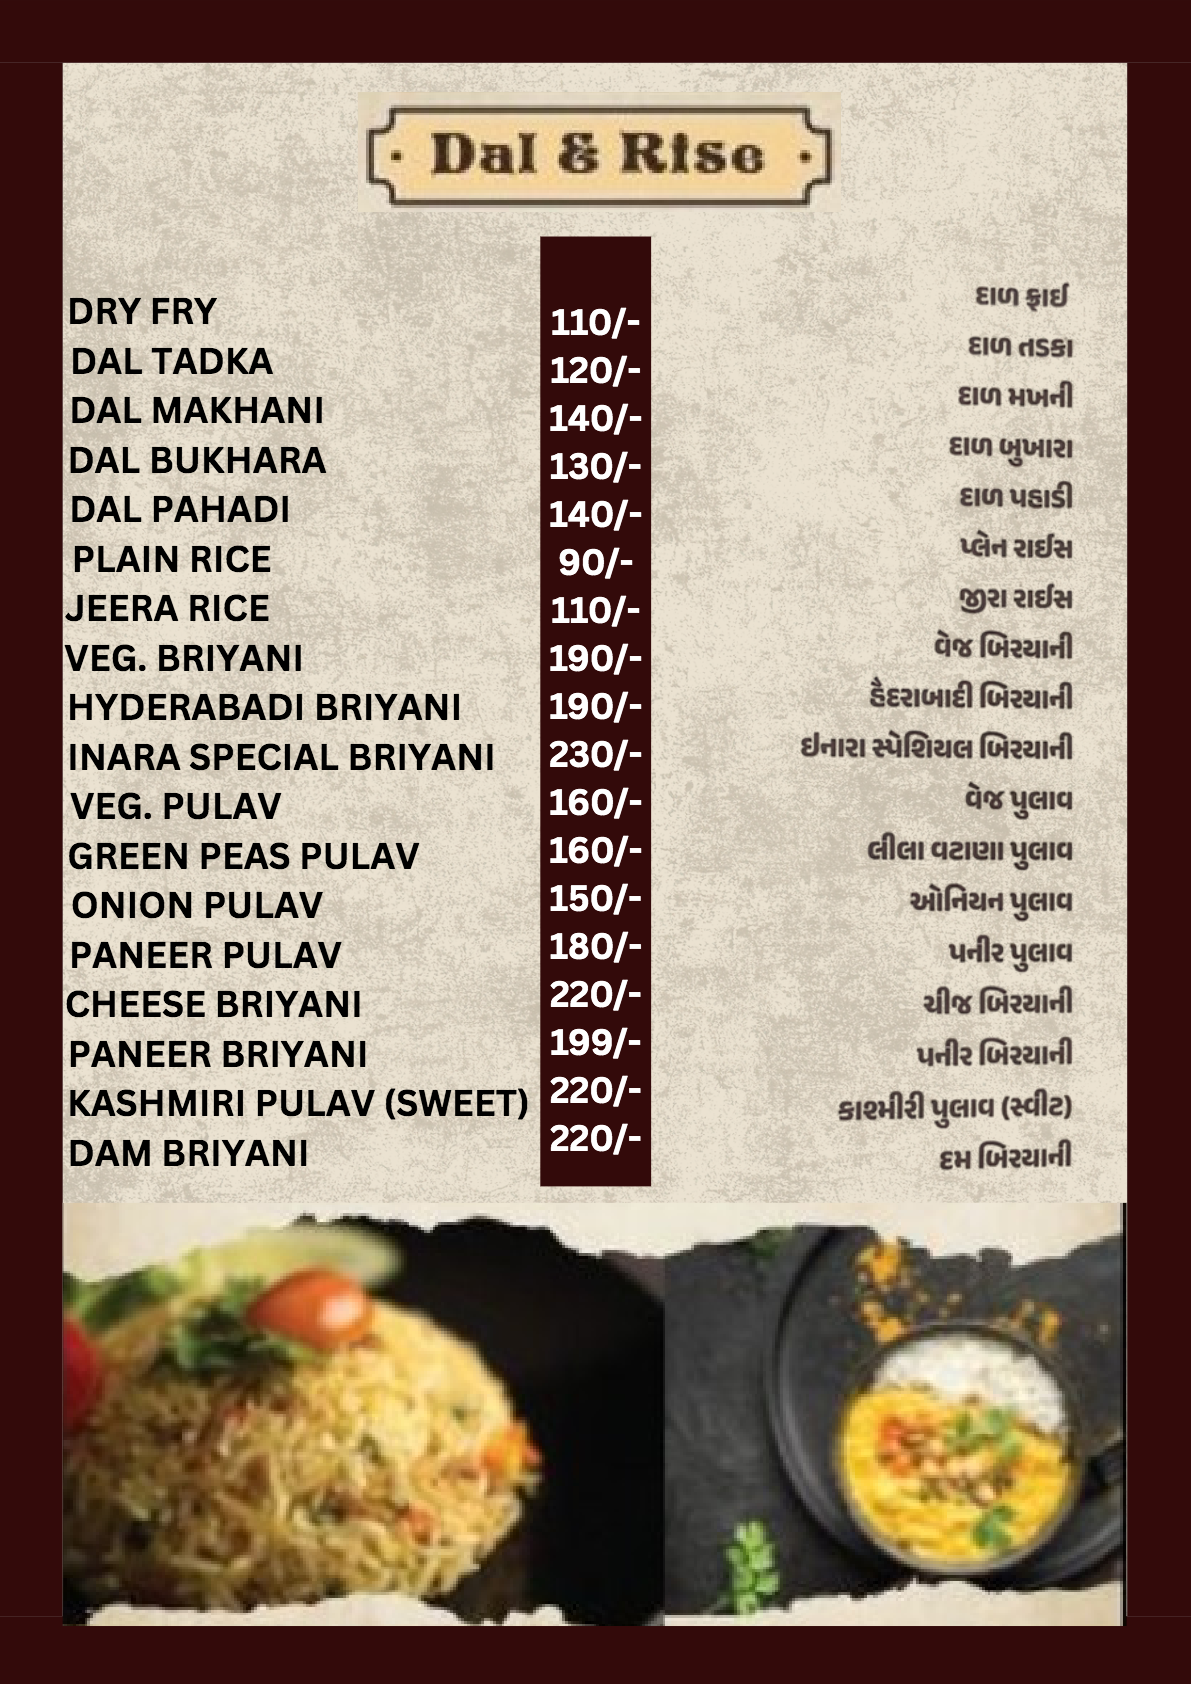 Dal & Rise
DRY FRY 110/- દાળ ફ્રાઈ
DAL TADKA 120/- દાળ તડકા
DAL MAKHANI 140/- દાળ મખની
DAL BUKHARA 130/- દાળ બુખારા
DAL PAHADI 140/- દાળ પહાડી
PLAIN RICE 90/- પ્લેન રાઈસ
JEERA RICE 110/- જીરા રાઈસ
VEG. BRIYANI 190/- વેજ બિરયાની
HYDERABADI BRIYANI 190/- હૈદરાબાદી બિરયાની
INARA SPECIAL BRIYANI 230/- ઈનારા સ્પેશિયલ બિરયાની
VEG. PULAV 160/- વેજ પુલાવ
GREEN PEAS PULAV 160/- લીલા વટાણા પુલાવ
ONION PULAV 150/- ઓનિયન પુલાવ
PANEER PULAV 180/- પનીર પુલાવ
CHEESE BRIYANI 220/- ચીજ બિરયાની
PANEER BRIYANI 199/- પનીર બિરયાની
KASHMIRI PULAV (SWEET) 220/- કાશ્મીરી પુલાવ (સ્વીટ)
DAM BRIYANI 220/- દમ બિરયાની